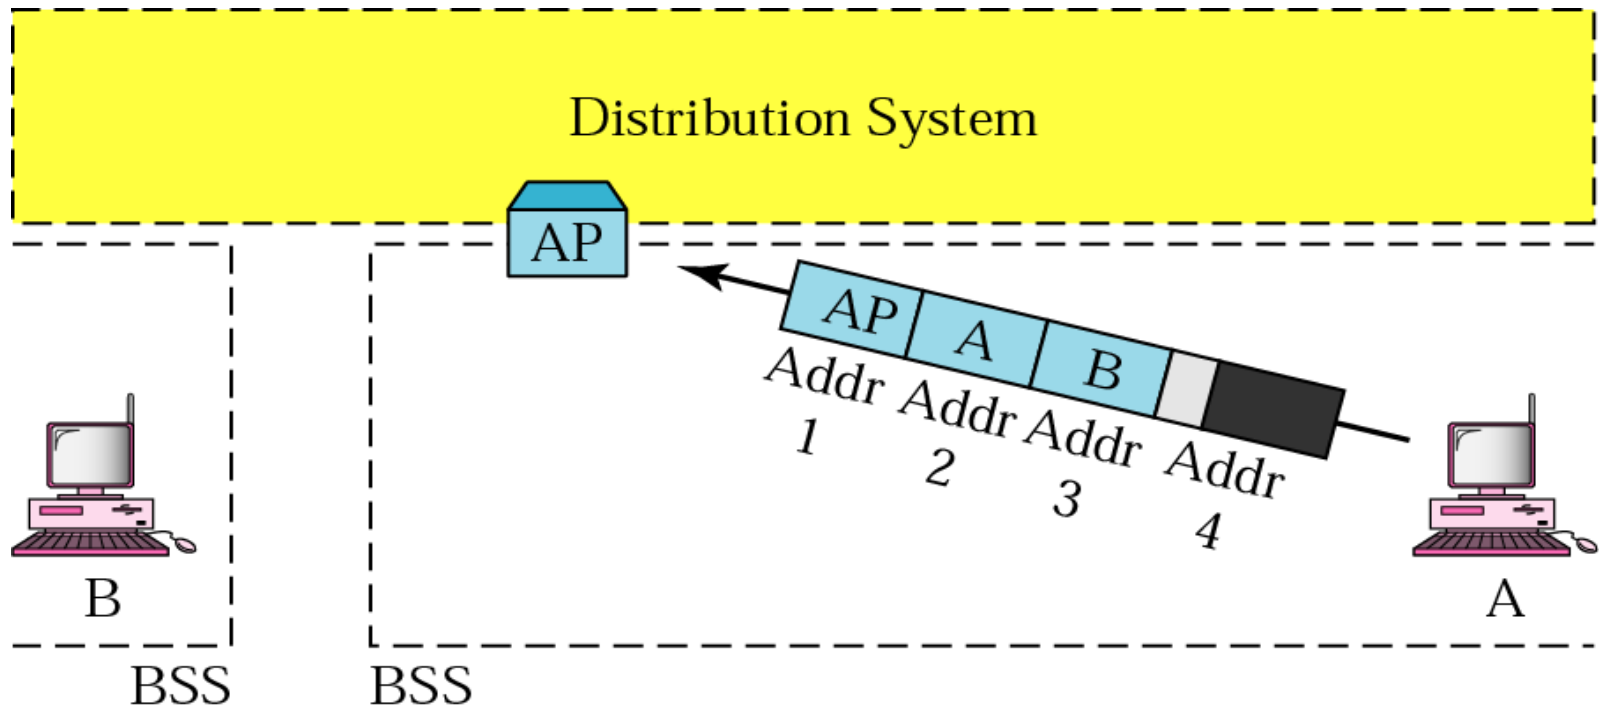 Distribution System
AP
AP A B
Addr Addr Addr Addr
1 2 3 4
B
A
BSS
BSS